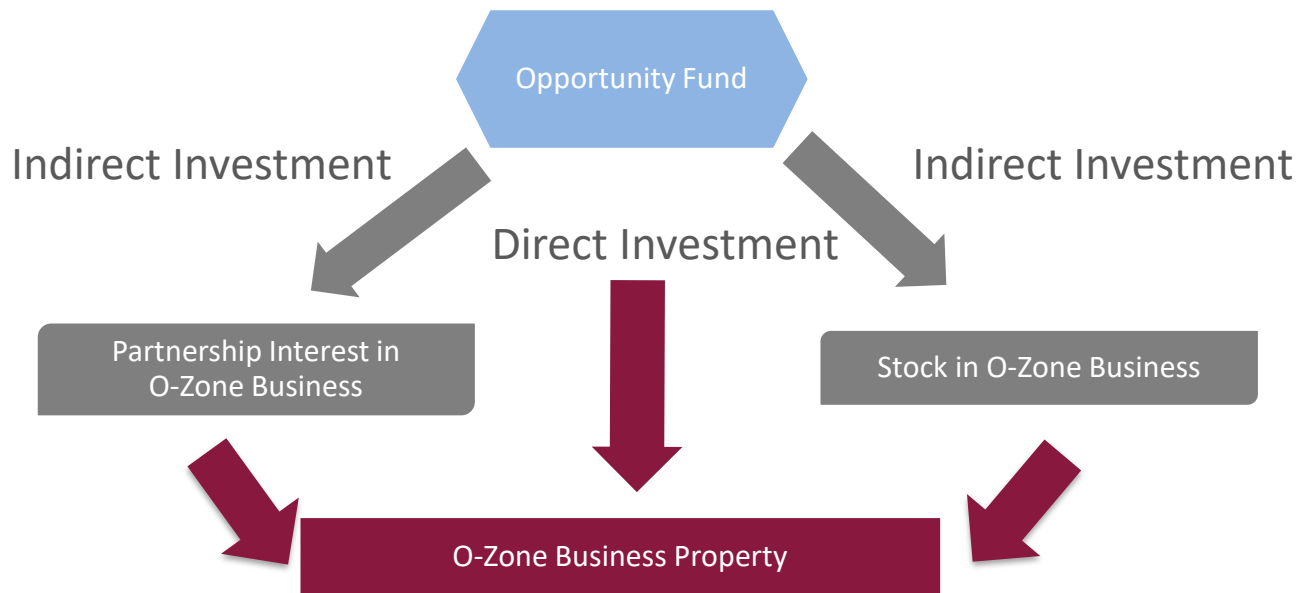 Opportunity Fund
Indirect Investment
Indirect Investment
Direct Investment
Partnership Interest in
O-Zone Business
Stock in O-Zone Business
O-Zone Business Property